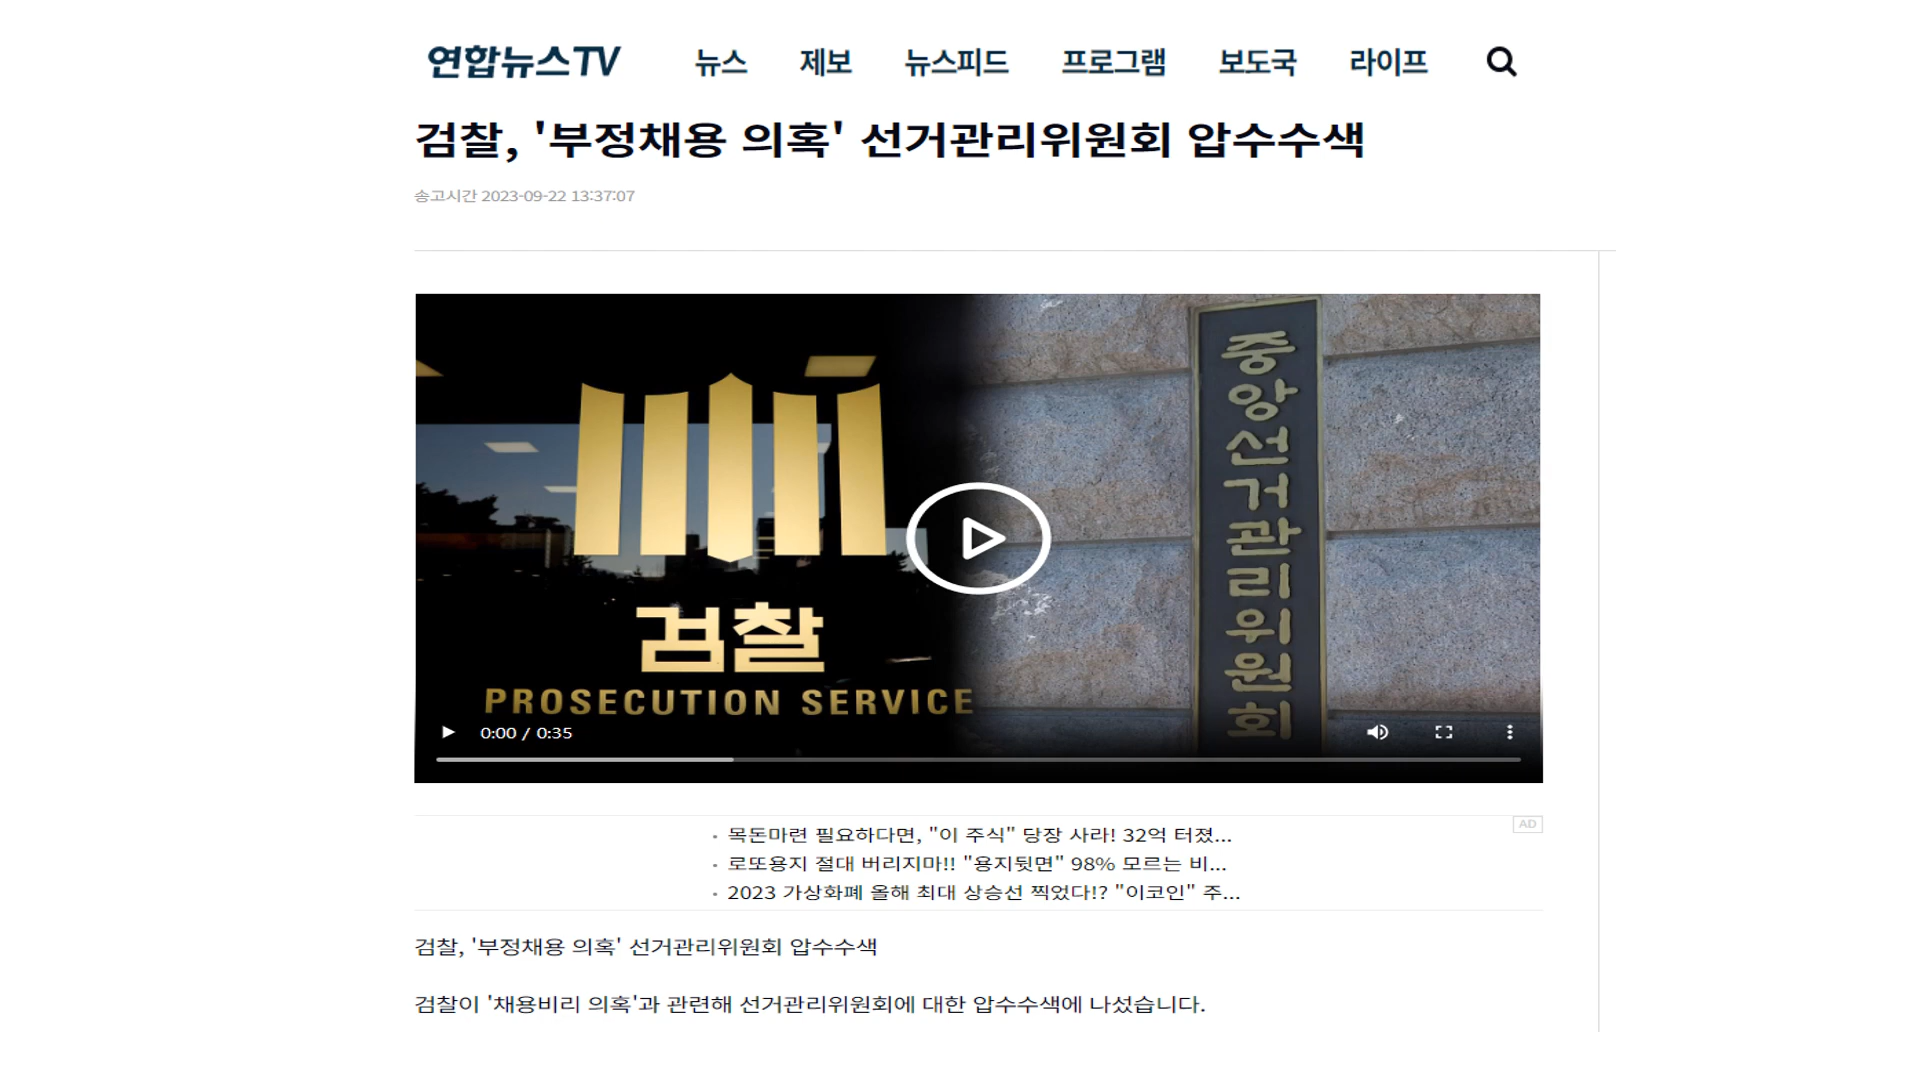 연합뉴스TV 뉴스 제보 뉴스피드 프로그램 보도국 라이프
검찰, '부정채용 의혹' 선거관리위원회 압수수색
송고시간 2023-09-22 13:37:07
검찰
PROSECUTION SERVICE
중앙선거관리위원회
0:00 / 0:35
AD
· 목돈마련 필요하다면, "이 주식" 당장 사라! 32억 터졌...
· 로또용지 절대 버리지마!! "용지뒷면" 98% 모르는 비...
· 2023 가상화폐 올해 최대 상승선 찍었다!? "이코인" 주...
검찰, '부정채용 의혹' 선거관리위원회 압수수색
검찰이 '채용비리 의혹'과 관련해 선거관리위원회에 대한 압수수색에 나섰습니다.